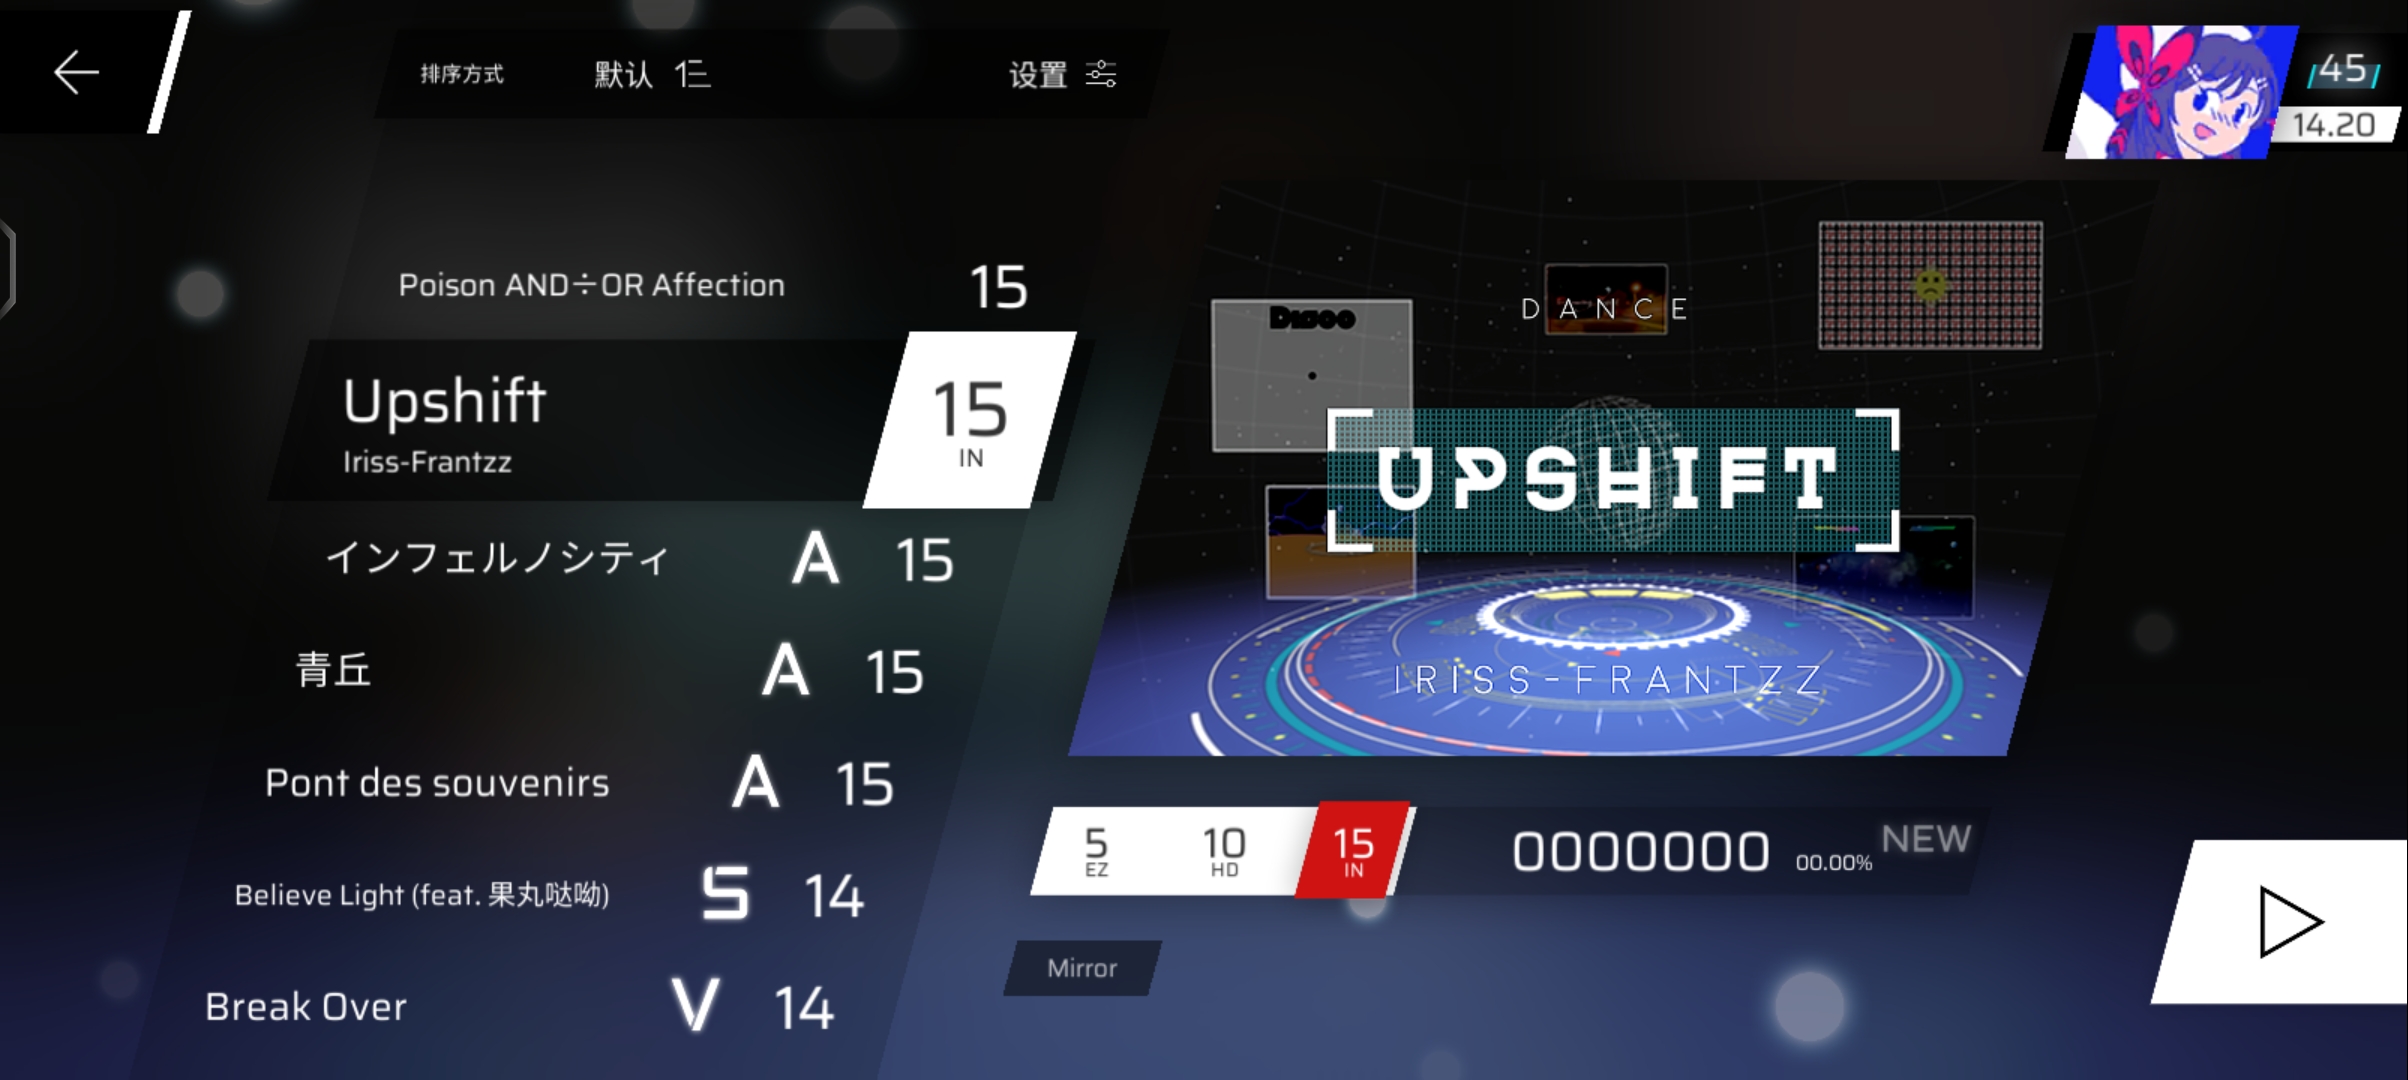 排序方式 默认 设置
45
14.20
Poison AND÷OR Affection 15
Upshift 15
Iriss-Frantzz IN
インフェルノシティ A 15
青丘 A 15
Pont des souvenirs A 15
Believe Light (feat. 果丸哒呦) S 14
Break Over V 14
DANCE
Disco
UPSHIFT
IRISS-FRANTZZ
5 10 15 0000000 00.00% NEW
EZ HD IN
Mirror